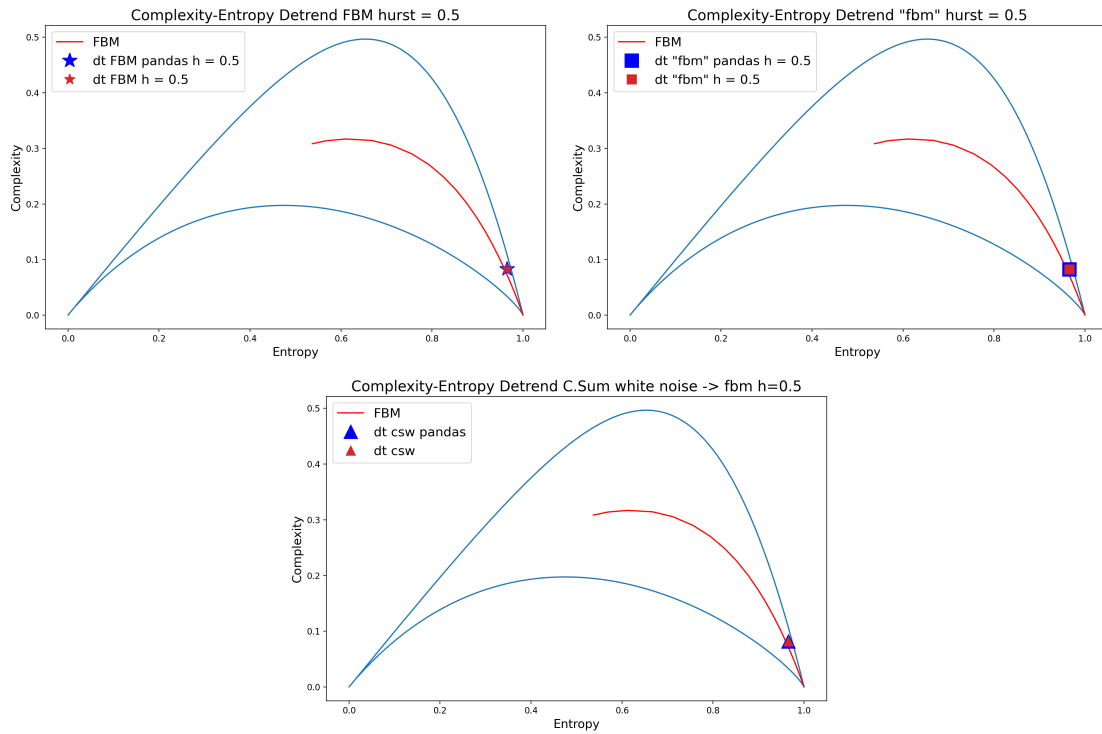 Complexity-Entropy Detrend FBM hurst = 0.5
FBM
dt FBM pandas h = 0.5
dt FBM h = 0.5
Complexity
0.5
0.4
0.3
0.2
0.1
0.0
0.0 0.2 0.4 0.6 0.8 1.0
Entropy
Complexity-Entropy Detrend "fbm" hurst = 0.5
FBM
dt "fbm" pandas h = 0.5
dt "fbm" h = 0.5
Complexity
0.5
0.4
0.3
0.2
0.1
0.0
0.0 0.2 0.4 0.6 0.8 1.0
Entropy
Complexity-Entropy Detrend C.Sum white noise -> fbm h=0.5
FBM
dt csw pandas
dt csw
Complexity
0.5
0.4
0.3
0.2
0.1
0.0
0.0 0.2 0.4 0.6 0.8 1.0
Entropy